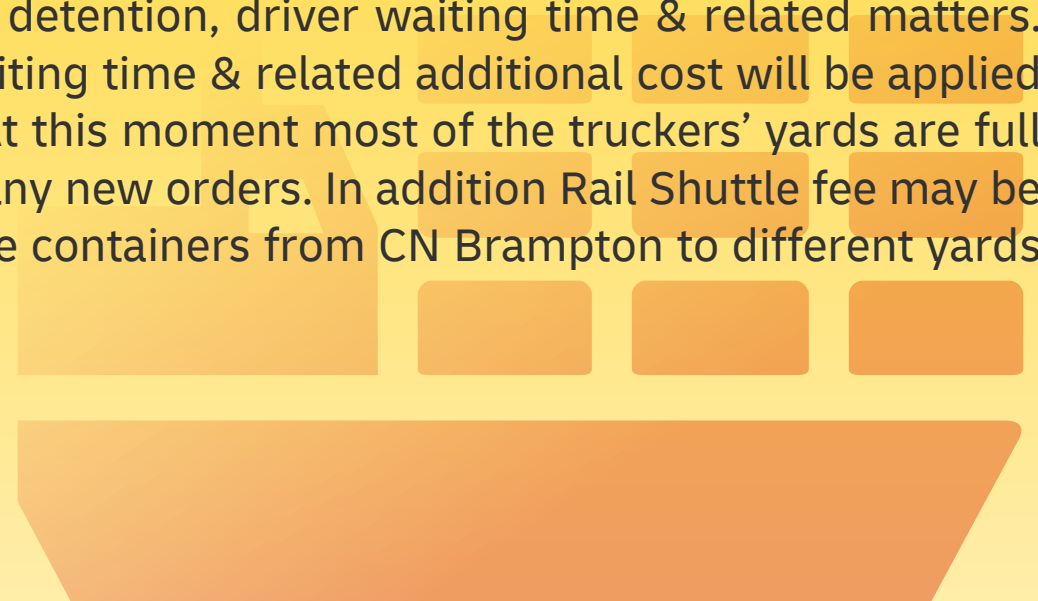 detention, driver waiting time & related matters.
iting time & related additional cost will be applied
t this moment most of the truckers’ yards are full
ny new orders. In addition Rail Shuttle fee may be
e containers from CN Brampton to different yards